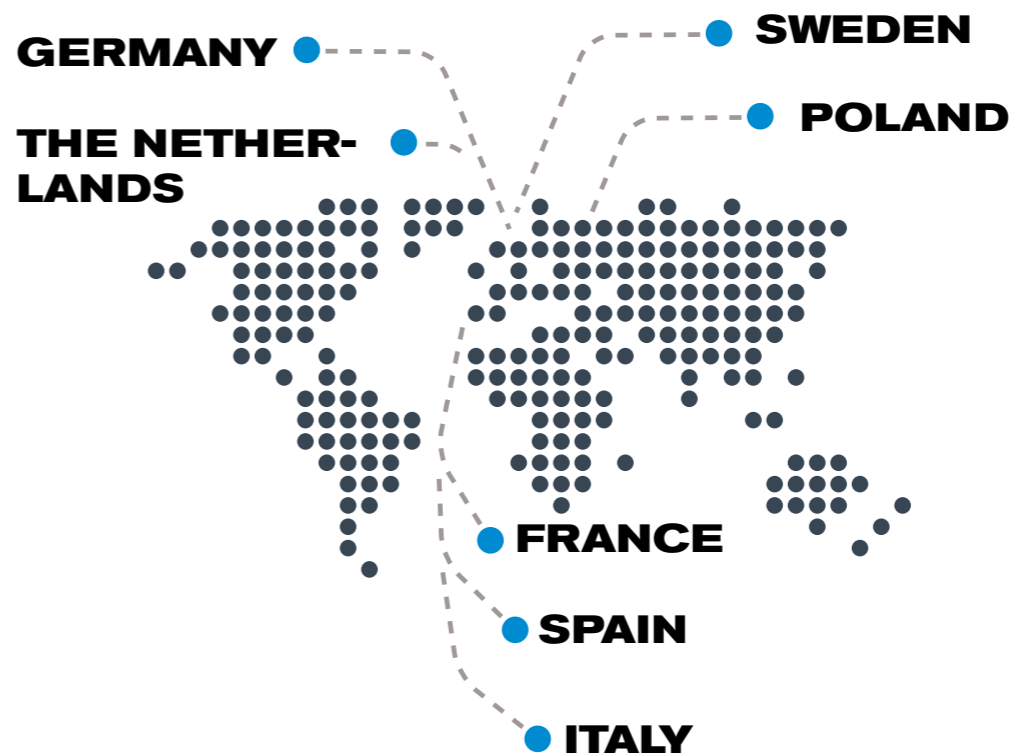 GERMANY
SWEDEN
POLAND
THE NETHER-
LANDS
FRANCE
SPAIN
ITALY